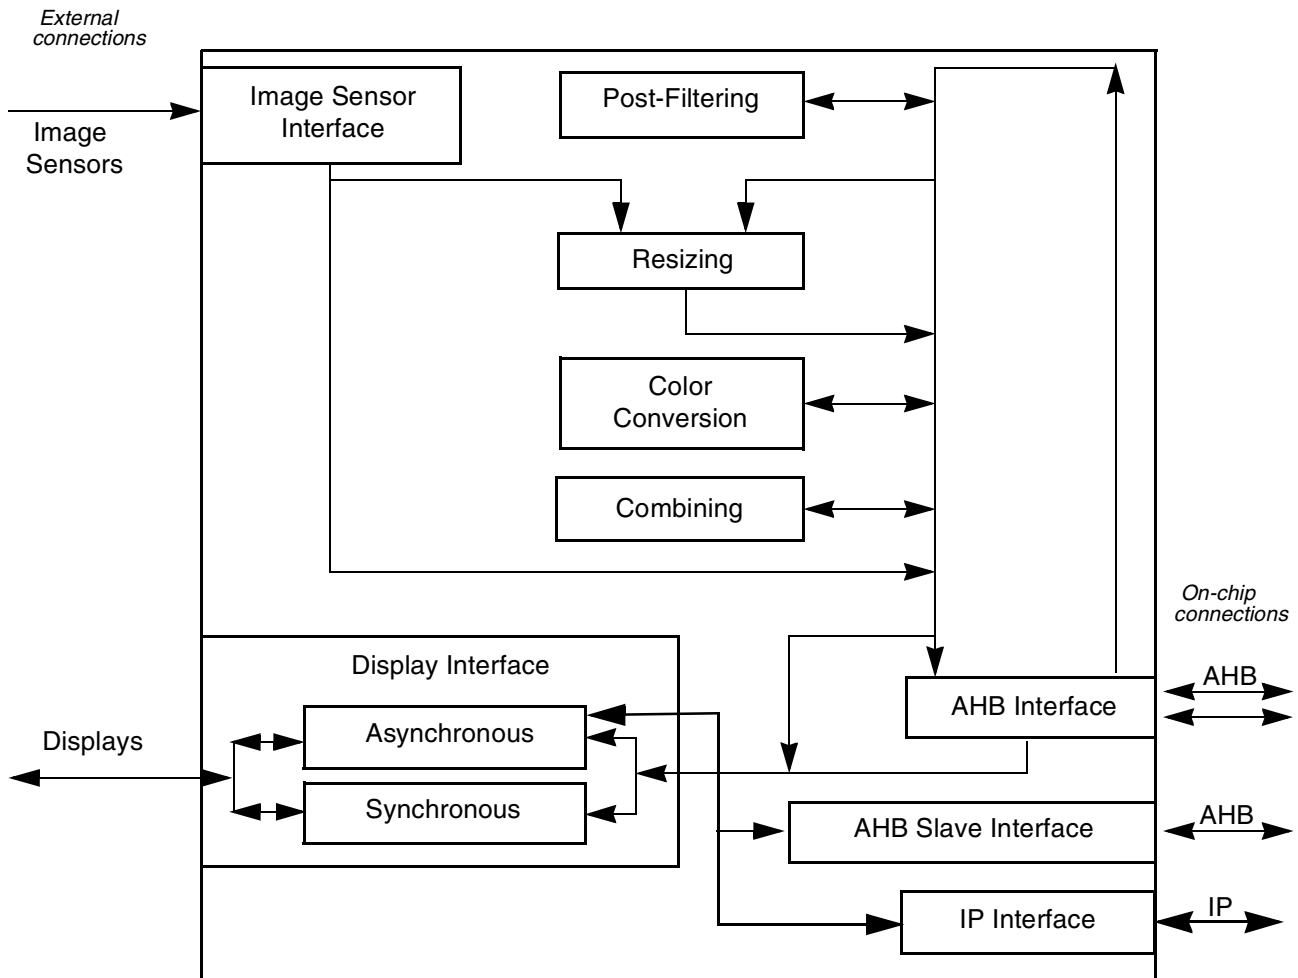 External
connections
Image Sensor
Interface
Post-Filtering
Image
Sensors
Resizing
Color
Conversion
Combining
On-chip
connections
Display Interface
AHB
AHB Interface
Asynchronous
Displays
Synchronous
AHB Slave Interface
AHB
IP Interface
IP